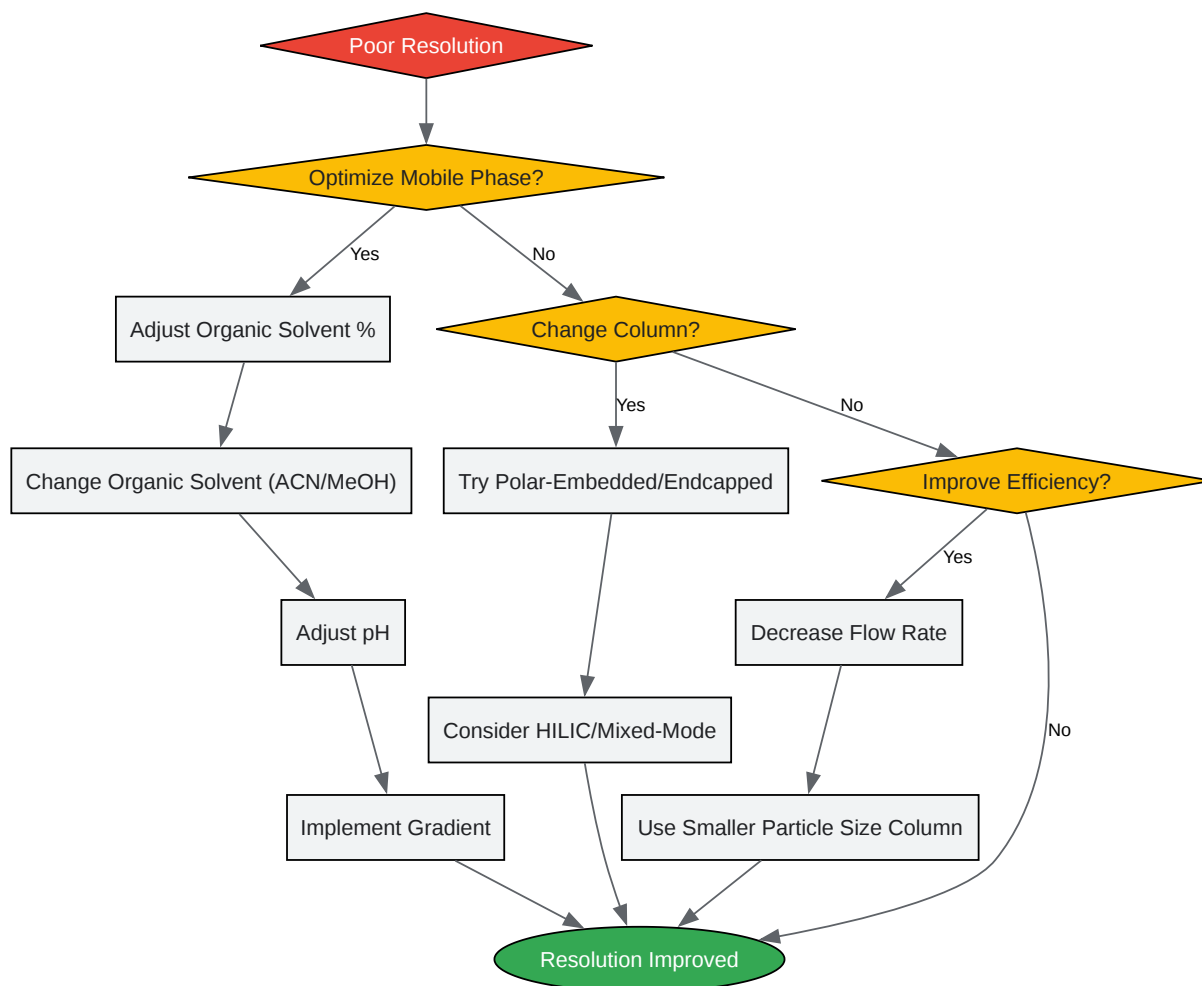 Poor Resolution
Optimize Mobile Phase?
Yes
No
Adjust Organic Solvent %
Change Column?
Yes
No
Change Organic Solvent (ACN/MeOH)
Try Polar-Embedded/Endcapped
Improve Efficiency?
Yes
No
Adjust pH
Decrease Flow Rate
Consider HILIC/Mixed-Mode
Implement Gradient
Use Smaller Particle Size Column
Resolution Improved